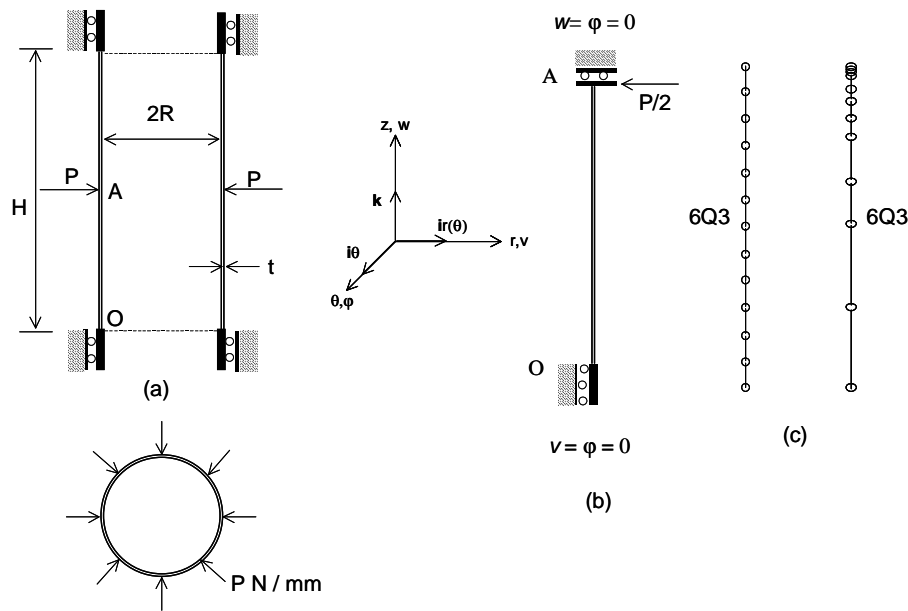 2R
P
A
P
H
t
O
(a)
P N / mm
z, w
k
ir(θ)
r,v
iθ
θ,φ
w= φ = 0
A
P/2
O
v = φ = 0
(b)
6Q3
6Q3
(c)